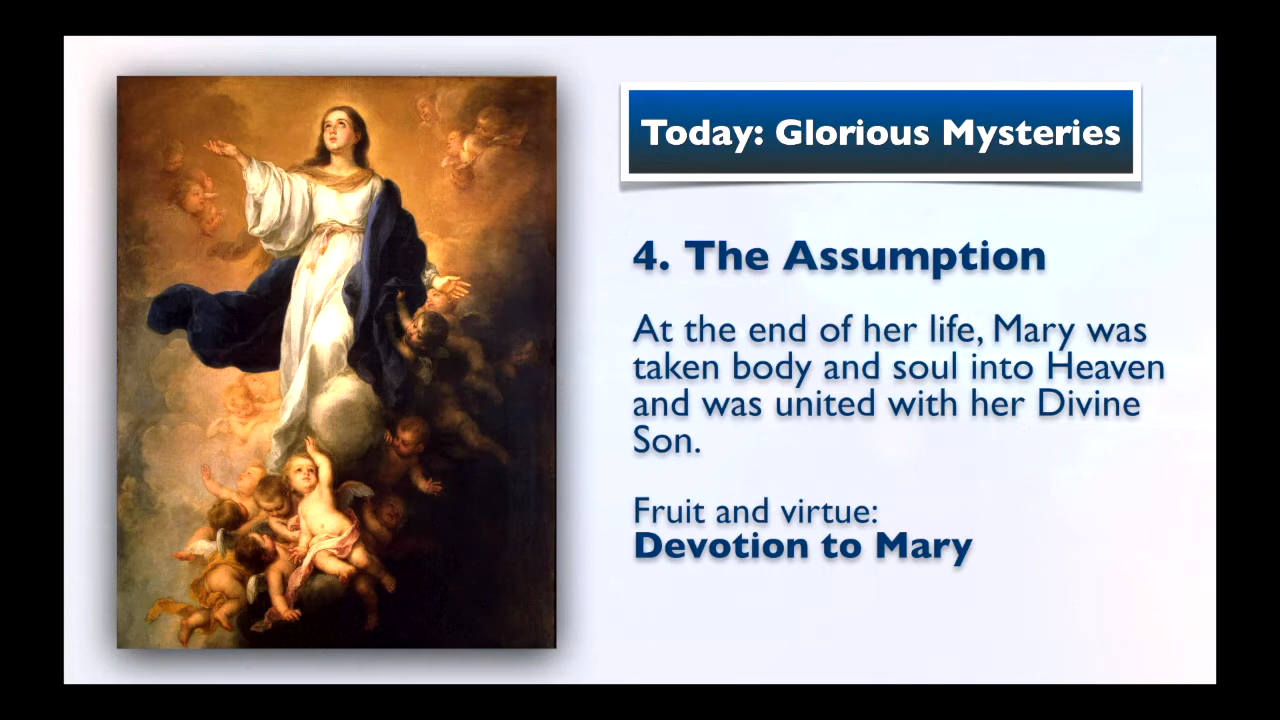 Today: Glorious Mysteries
4. The Assumption
At the end of her life, Mary was
taken body and soul into Heaven
and was united with her Divine
Son.
Fruit and virtue:
Devotion to Mary